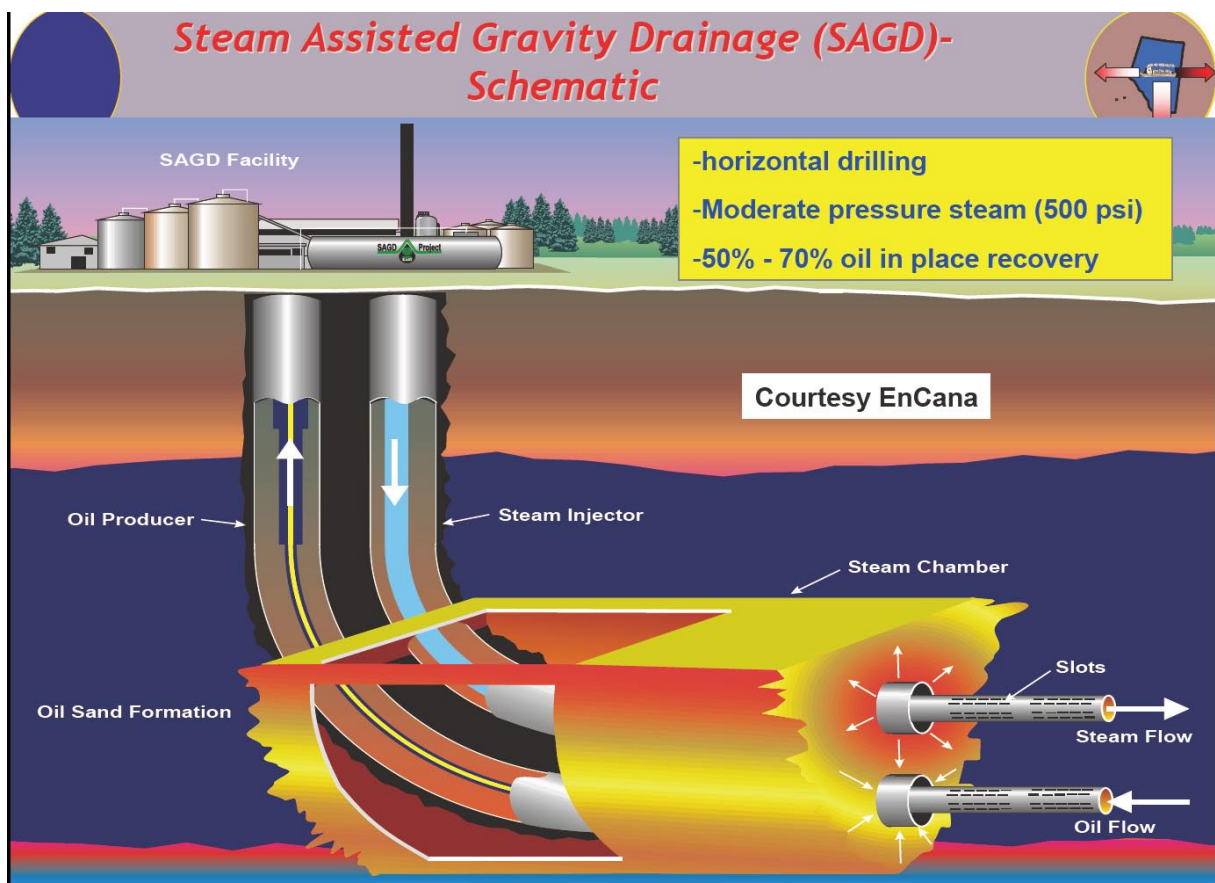 Steam Assisted Gravity Drainage (SAGD)-
Schematic
SAGD Facility
-horizontal drilling
-Moderate pressure steam (500 psi)
-50% - 70% oil in place recovery
SAGD Project
Courtesy EnCana
Oil Producer
Steam Injector
Steam Chamber
Slots
Oil Sand Formation
Steam Flow
Oil Flow